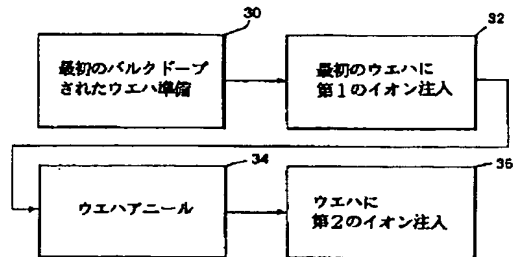 30
最初のバルクドープ
されたウエハ準備
32
最初のウエハに
第1のイオン注入
34
ウエハアニール
36
ウエハに
第2のイオン注入